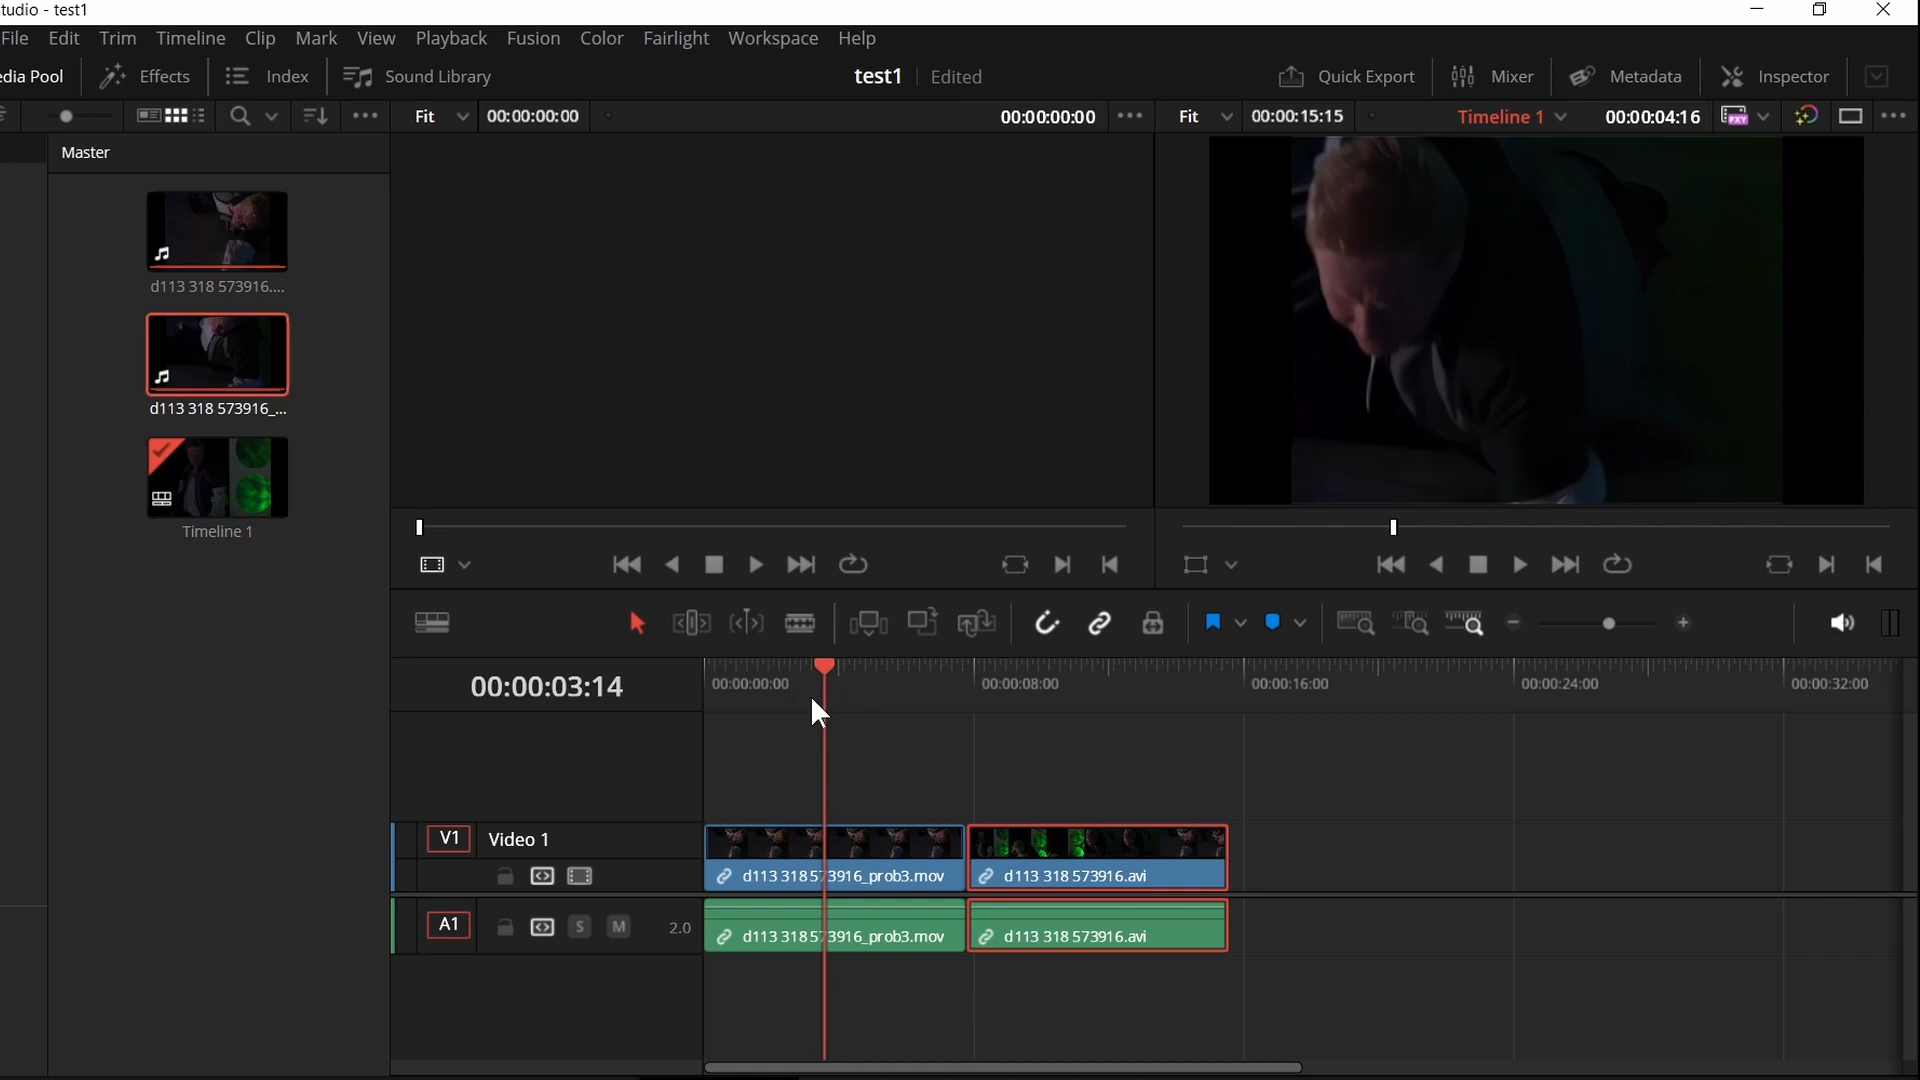 tudio - test1
File Edit Trim Timeline Clip Mark View Playback Fusion Color Fairlight Workspace Help
edia Pool Effects Index Sound Library test1 Edited Quick Export Mixer Metadata Inspector
Fit 00:00:00:00 00:00:00:00 Fit 00:00:15:15 Timeline 1 00:00:04:16 PXY
Master
d113 318 573916....
d113 318 573916_...
Timeline 1
00:00:03:14
00:00:00:00 00:00:08:00 00:00:16:00 00:00:24:00 00:00:32:00
V1 Video 1
d113 318 573916_prob3.mov d113 318 573916.avi
A1 S M 2.0
d113 318 573916_prob3.mov d113 318 573916.avi